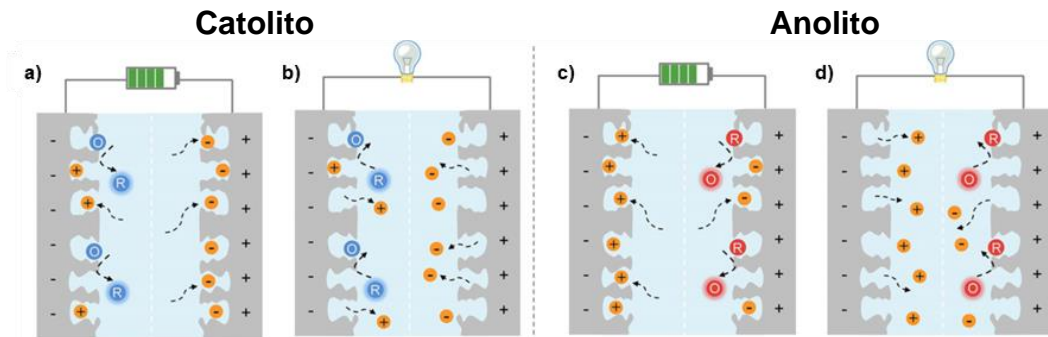 Catolito Anolito
a) b) c) d)
- O - + - O + + - R + - R +
- + R - + - + R - + - + O - + - + O - +
- + - + - + - + - + - + - + - - +
- O - + - O - + - + R + - + - R +
- R - + - R - + - + O + - + O +
- + - + - + - + - + - + - + - +